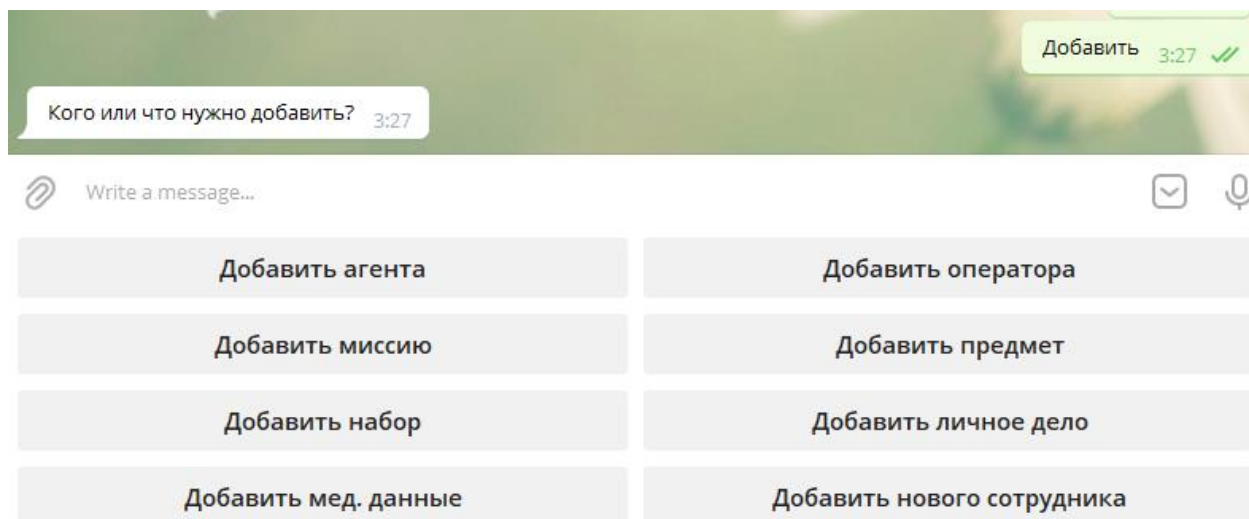 Добавить 3:27
Кого или что нужно добавить? 3:27
Write a message...
Добавить агента
Добавить оператора
Добавить миссию
Добавить предмет
Добавить набор
Добавить личное дело
Добавить мед. данные
Добавить нового сотрудника